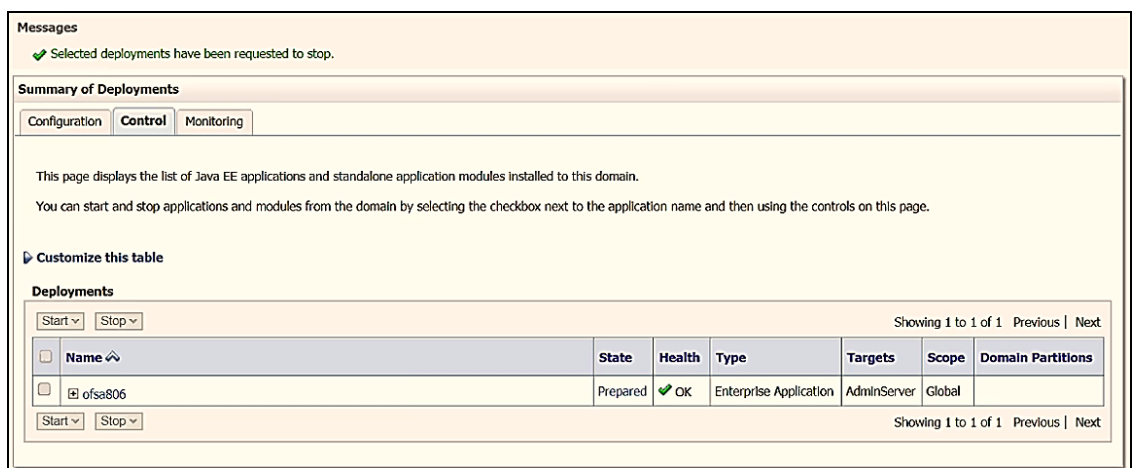 Messages
Selected deployments have been requested to stop.
Summary of Deployments
Configuration Control Monitoring
This page displays the list of Java EE applications and standalone application modules installed to this domain.
You can start and stop applications and modules from the domain by selecting the checkbox next to the application name and then using the controls on this page.
Customize this table
Deployments
Start Stop Showing 1 to 1 of 1 Previous | Next
Name State Health Type Targets Scope Domain Partitions
ofsa806 Prepared OK Enterprise Application AdminServer Global
Start Stop Showing 1 to 1 of 1 Previous | Next